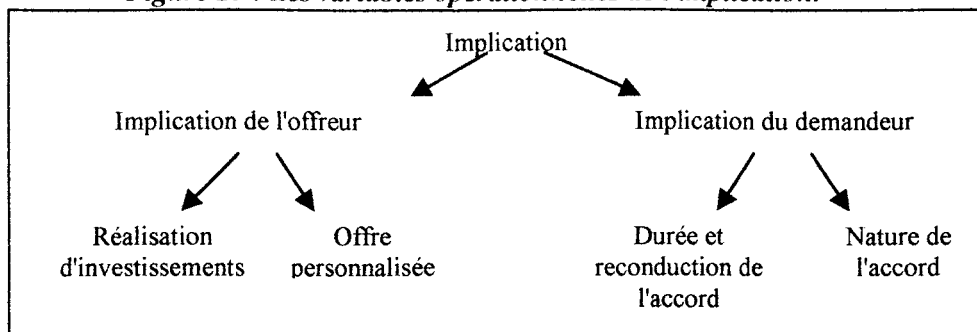 Implication
Implication de l'offreur Implication du demandeur
Réalisation Offre Durée et Nature de
d'investissements personnalisée reconduction de l'accord
l'accord